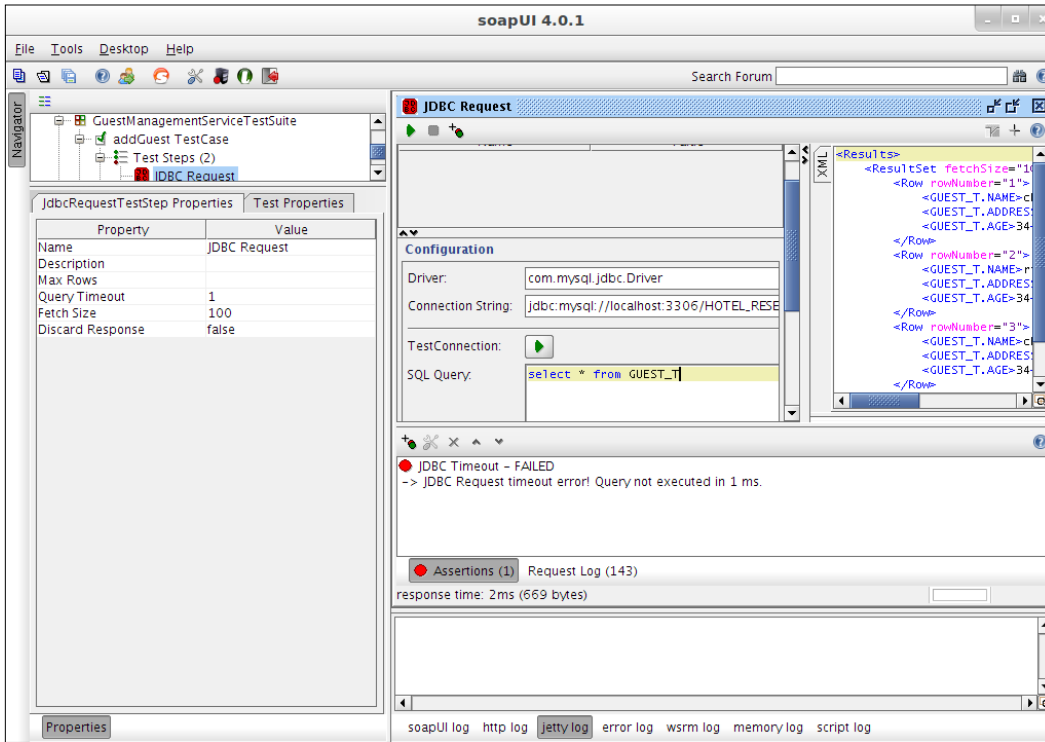 soapUI 4.0.1
File Tools Desktop Help
Search Forum
Navigator
GuestManagementServiceTestSuite
addGuest TestCase
Test Steps (2)
JDBC Request
JdbcRequestTestStep Properties Test Properties
Property Value
Name JDBC Request
Description
Max Rows
Query Timeout 1
Fetch Size 100
Discard Response false
Properties
JDBC Request
Configuration
Driver: com.mysql.jdbc.Driver
Connection String: jdbc:mysql://localhost:3306/HOTEL_RESE
TestConnection:
SQL Query: select * from GUEST_T
XML
<Results>
<ResultSet fetchSize="10
<Row rowNumber="1">
<GUEST_T.NAME>cl
<GUEST_T.ADDRES
<GUEST_T.AGE>34
</Row>
<Row rowNumber="2">
<GUEST_T.NAME>r
<GUEST_T.ADDRES
<GUEST_T.AGE>34
</Row>
<Row rowNumber="3">
<GUEST_T.NAME>cl
<GUEST_T.ADDRES
<GUEST_T.AGE>34
</Row>
JDBC Timeout - FAILED
-> JDBC Request timeout error! Query not executed in 1 ms.
Assertions (1) Request Log (143)
response time: 2ms (669 bytes)
soapUI log http log jetty log error log wsrm log memory log script log